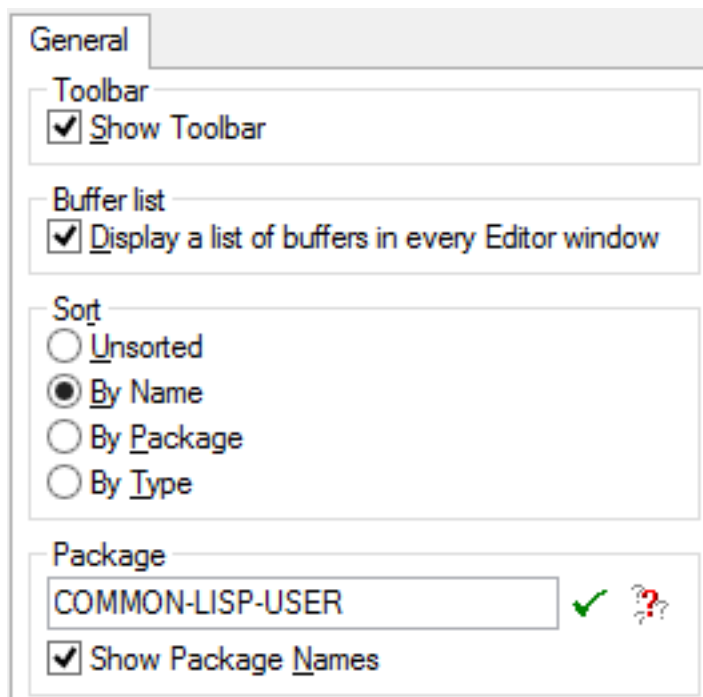 General
Toolbar
Show Toolbar
Buffer list
Display a list of buffers in every Editor window
Sort
Unsorted
By Name
By Package
By Type
Package
COMMON-LISP-USER
???
Show Package Names